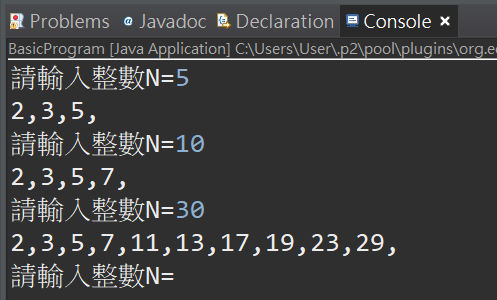 Problems Javadoc Declaration Console
BasicProgram [Java Application] C:\Users\User\.p2\pool\plugins\org.ec
請輸入整數N=5
2,3,5,
請輸入整數N=10
2,3,5,7,
請輸入整數N=30
2,3,5,7,11,13,17,19,23,29,
請輸入整數N=